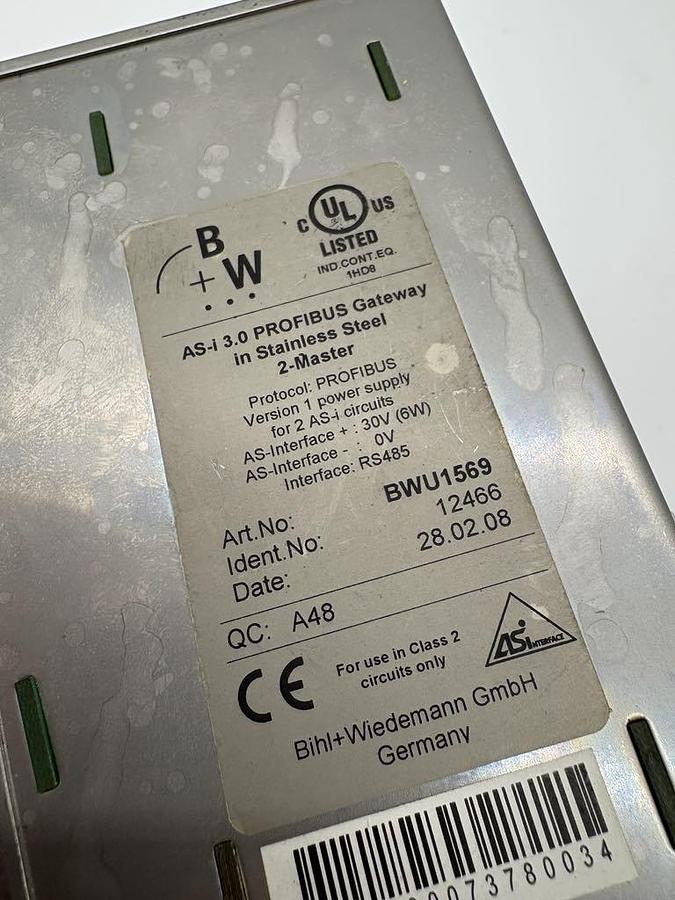 B
+W
C UL US
LISTED
IND.CONT.EQ.
1HD8
AS-i 3.0 PROFIBUS Gateway
in Stainless Steel
2-Master
Protocol: PROFIBUS
Version 1 power supply
for 2 AS-i circuits
AS-Interface + : 30V (6W)
AS-Interface - : 0V
Interface: RS485
Art.No: BWU1569
Ident.No: 12466
Date: 28.02.08
QC: A48
CE
For use in Class 2
circuits only
ASi INTERFACE
Bihl+Wiedemann GmbH
Germany